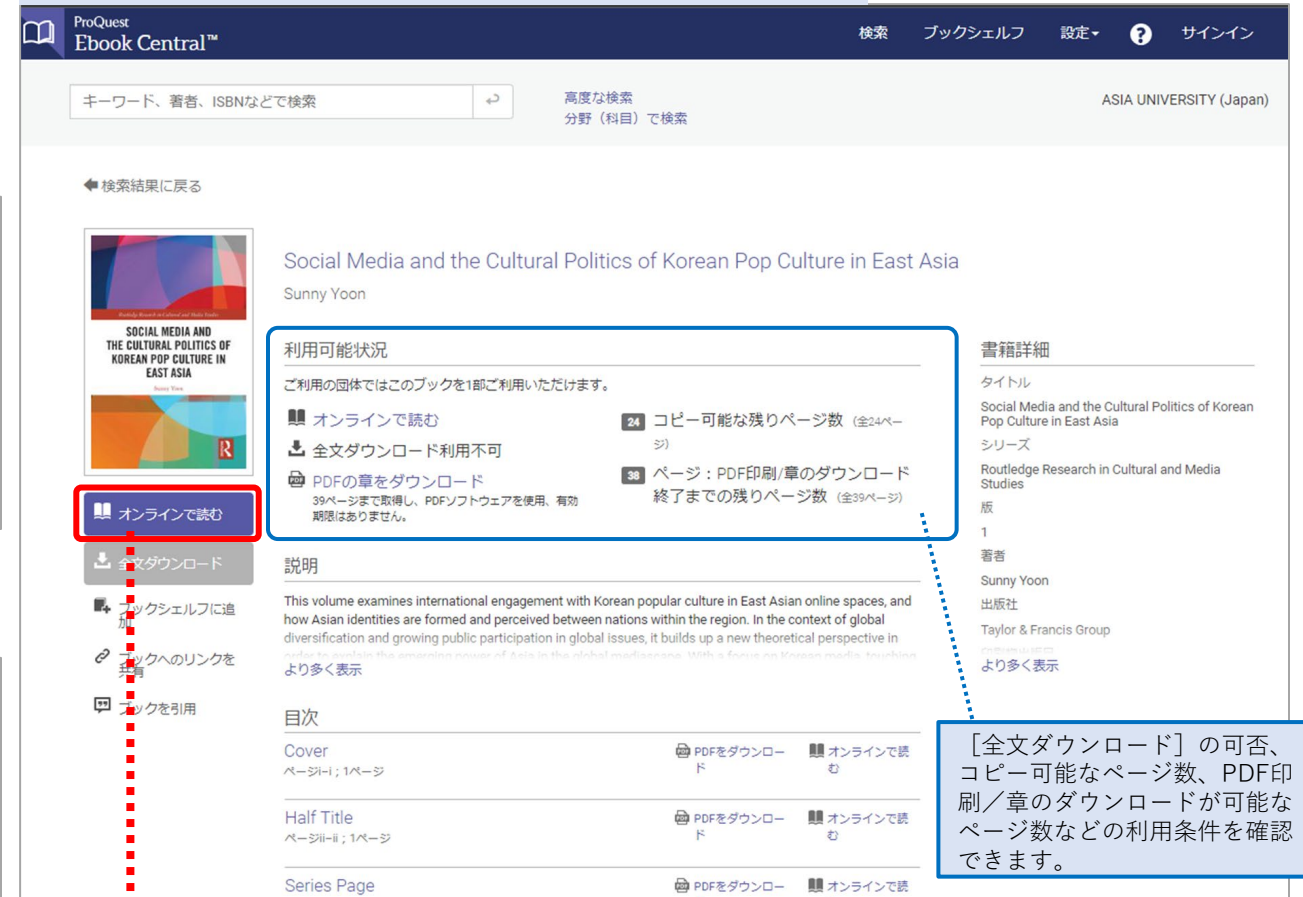 ProQuest
Ebook Central™
検索
ブックシェルフ
設定
?
サインイン
キーワード、著者、ISBNなどで検索
高度な検索
分野（科目）で検索
ASIA UNIVERSITY (Japan)
検索結果に戻る
Routledge Research in Cultural and Media Studies
SOCIAL MEDIA AND
THE CULTURAL POLITICS OF
KOREAN POP CULTURE IN
EAST ASIA
Sunny Yoon
R
オンラインで読む
全文ダウンロード
ブックシェルフに追
加
ブックへのリンクを
共有
ブックを引用
Social Media and the Cultural Politics of Korean Pop Culture in East Asia
Sunny Yoon
利用可能状況
ご利用の団体ではこのブックを1部ご利用いただけます。
オンラインで読む
全文ダウンロード利用不可
PDFの章をダウンロード
39ページまで取得し、PDFソフトウェアを使用、有効
期限はありません。
24 コピー可能な残りページ数（全24ペー
ジ）
38 ページ：PDF印刷/章のダウンロード
終了までの残りページ数（全39ページ）
説明
This volume examines international engagement with Korean popular culture in East Asian online spaces, and
how Asian identities are formed and perceived between nations within the region. In the context of global
diversification and growing public participation in global issues, it builds up a new theoretical perspective in
order to explain the emerging power of Asia in the global mediascape. With a focus on Korean media, touching
より多く表示
目次
Cover
ページi–i ; 1ページ
PDFをダウンロー
ド
オンラインで読
む
Half Title
ページii–ii ; 1ページ
PDFをダウンロー
ド
オンラインで読
む
Series Page
PDFをダウンロー
オンラインで読
書籍詳細
タイトル
Social Media and the Cultural Politics of Korean
Pop Culture in East Asia
シリーズ
Routledge Research in Cultural and Media
Studies
版
1
著者
Sunny Yoon
出版社
Taylor & Francis Group
より多く表示
［全文ダウンロード］の可否、
コピー可能なページ数、PDF印
刷／章のダウンロードが可能な
ページ数などの利用条件を確認
できます。